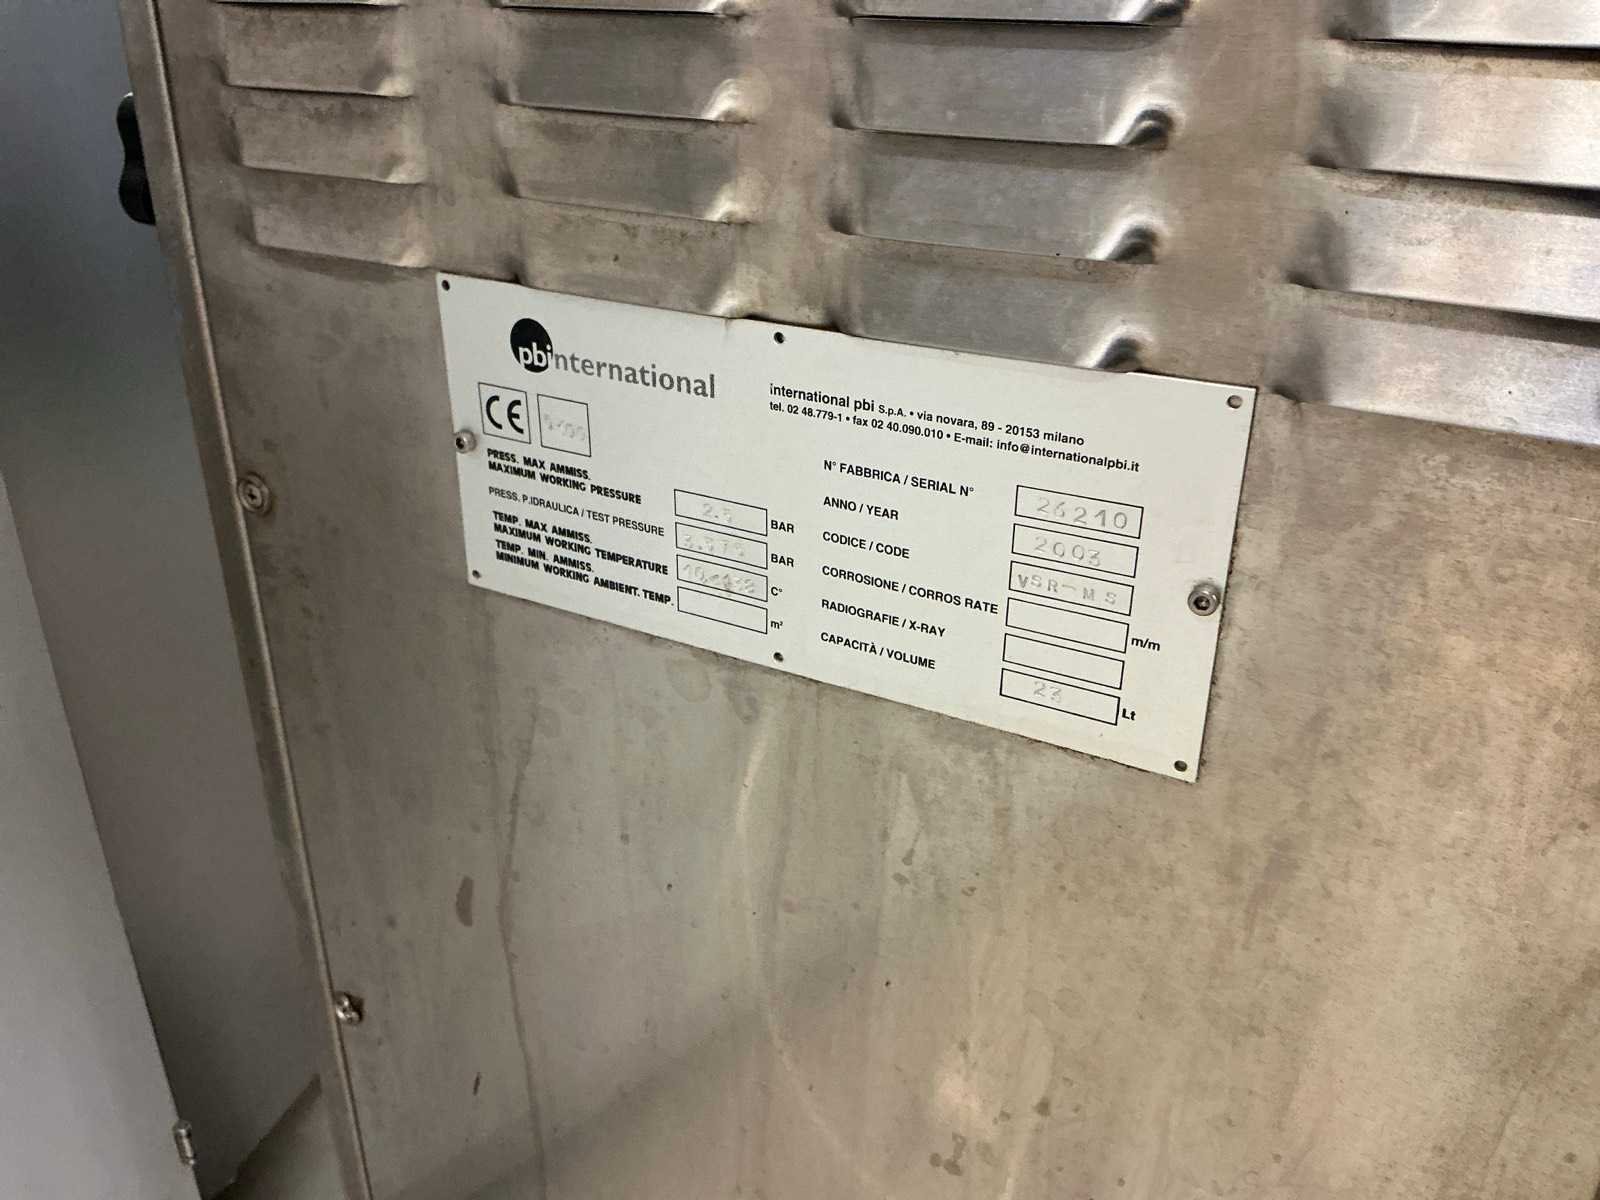 pbinternational
international pbi S.p.A. • via novara, 89 - 20153 milano
tel. 02 48.779-1 • fax 02 40.090.010 • E-mail: info@internationalpbi.it
CE
PRESS. MAX AMMISS.
MAXIMUM WORKING PRESSURE 2.5 BAR
PRESS. P.IDRAULICA / TEST PRESSURE BAR
TEMP. MAX AMMISS.
MAXIMUM WORKING TEMPERATURE C°
TEMP. MIN. AMMISS.
MINIMUM WORKING AMBIENT. TEMP. m²
N° FABBRICA / SERIAL N° 26210
ANNO / YEAR 2003
CODICE / CODE VSR-MS
CORROSIONE / CORROS RATE m/m
RADIOGRAFIE / X-RAY
CAPACITÀ / VOLUME 23 Lt